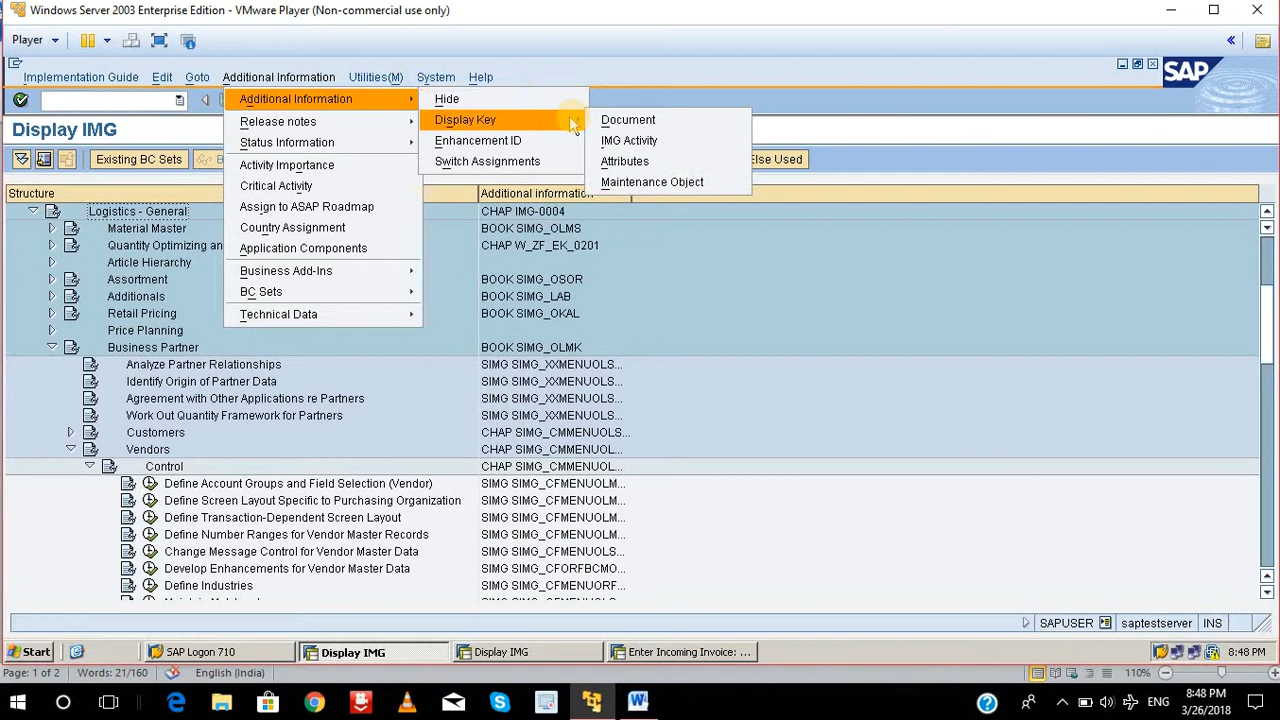 Windows Server 2003 Enterprise Edition - VMware Player (Non-commercial use only)
Player
Implementation Guide Edit Goto Additional Information Utilities(M) System Help
SAP
Additional Information Hide
Display Key Document
Release notes
Display IMG
Status Information Enhancement ID IMG Activity
Existing BC Sets Activity Importance Switch Assignments Attributes Else Used
Critical Activity Maintenance Object
Structure Additional information
Assign to ASAP Roadmap
Logistics - General CHAP IMG-0004
Material Master Country Assignment BOOK SIMG_OLMS
Quantity Optimizing an Application Components CHAP W_ZF_EK_0201
Article Hierarchy
Assortment Business Add-Ins BOOK SIMG_OSOR
Additionals BC Sets BOOK SIMG_LAB
Retail Pricing Technical Data BOOK SIMG_OKAL
Price Planning
Business Partner BOOK SIMG_OLMK
Analyze Partner Relationships SIMG SIMG_XXMENUOLS...
Identify Origin of Partner Data SIMG SIMG_XXMENUOLS...
Agreement with Other Applications re Partners SIMG SIMG_XXMENUOLS...
Work Out Quantity Framework for Partners SIMG SIMG_XXMENUOLS...
Customers CHAP SIMG_CMMENUOLS...
Vendors CHAP SIMG_CMMENUOL...
Control CHAP SIMG_CMMENUOL...
Define Account Groups and Field Selection (Vendor) SIMG SIMG_CFMENUOLM...
Define Screen Layout Specific to Purchasing Organization SIMG SIMG_CFMENUOLM...
Define Transaction-Dependent Screen Layout SIMG SIMG_CFMENUOLM...
Define Number Ranges for Vendor Master Records SIMG SIMG_CFMENUOLM...
Change Message Control for Vendor Master Data SIMG SIMG_CFMENUOLS...
Develop Enhancements for Vendor Master Data SIMG SIMG_CFORFBCMO...
Define Industries SIMG SIMG_CFMENUORF...
SAPUSER saptestserver INS
Start SAP Logon 710 Display IMG Display IMG Enter Incoming Invoice: ... 8:48 PM
Page: 1 of 2 Words: 21/160 English (India) 110%
ENG 8:48 PM
3/26/2018